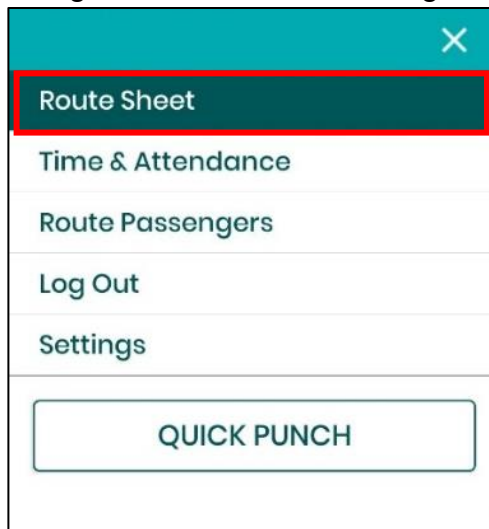 Route Sheet
Time & Attendance
Route Passengers
Log Out
Settings
QUICK PUNCH